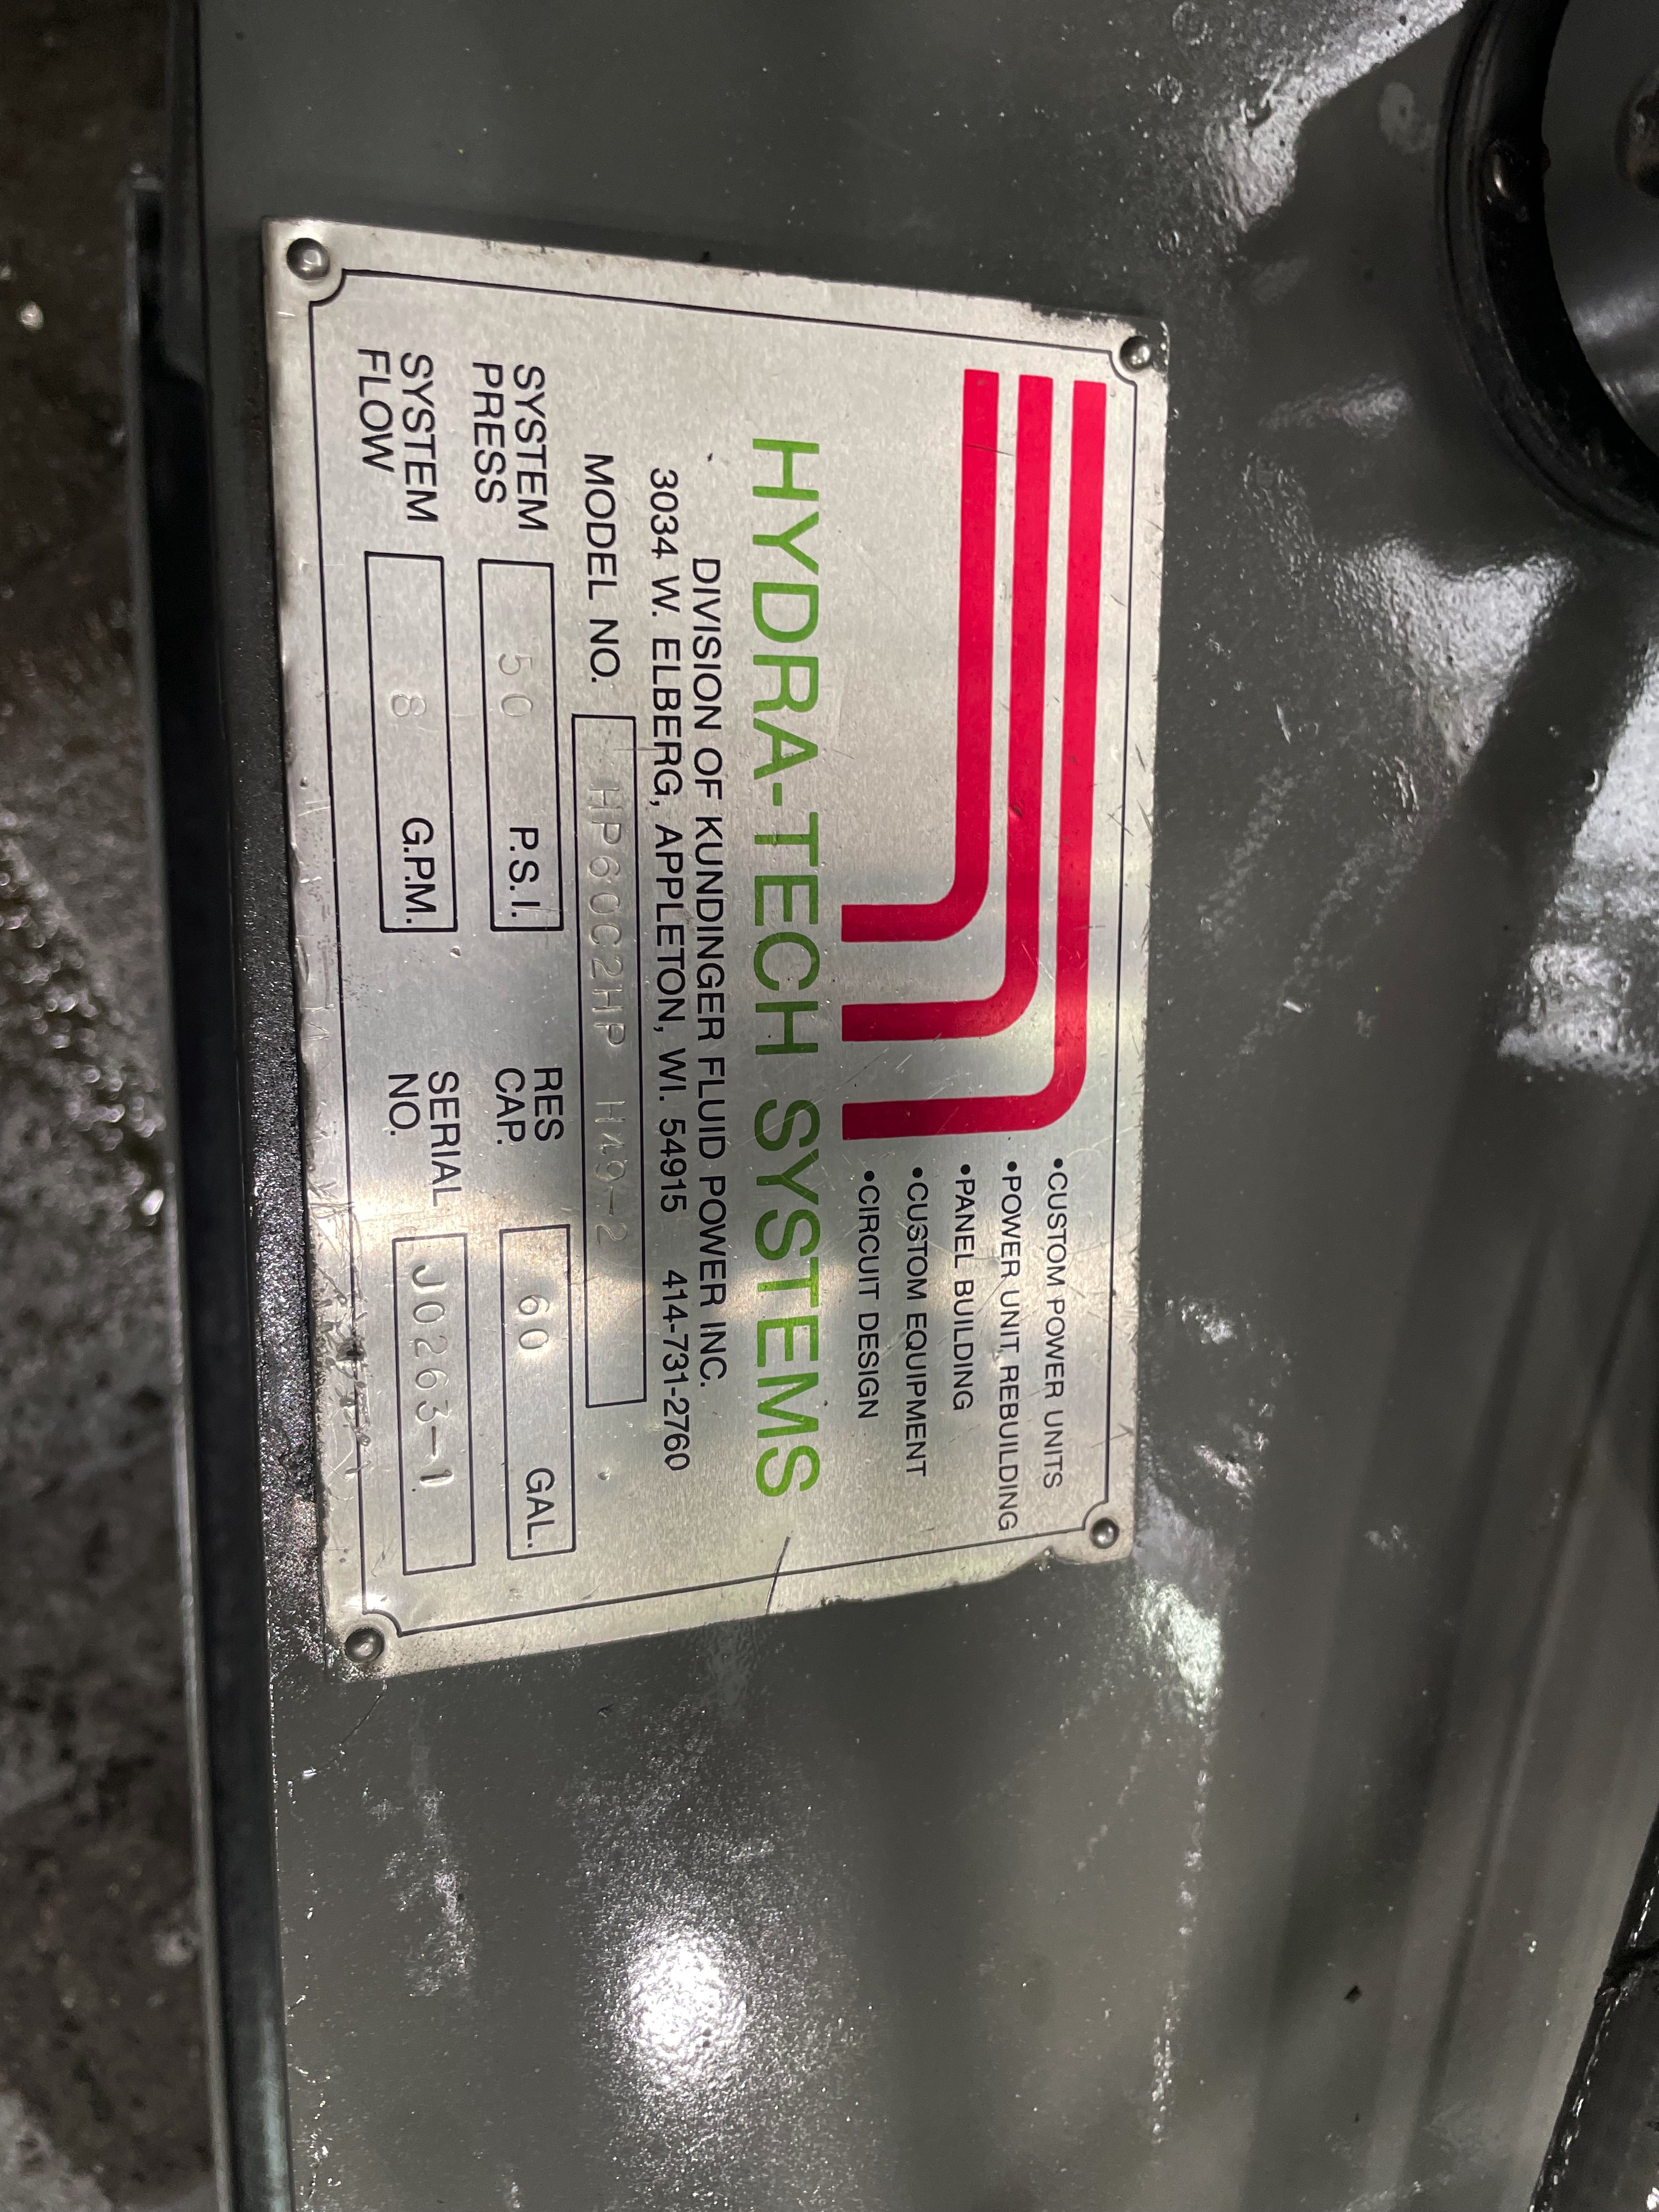 •CUSTOM POWER UNITS
•POWER UNIT REBUILDING
•PANEL BUILDING
•CUSTOM EQUIPMENT
•CIRCUIT DESIGN
HYDRA-TECH SYSTEMS
DIVISION OF KUNDINGER FLUID POWER INC.
3034 W. ELBERG, APPLETON, WI. 54915 414-731-2760
MODEL NO. HP60C2HP H49-2
SYSTEM PRESS 50 P.S.I. RES CAP. 60 GAL.
SYSTEM FLOW 8 G.P.M. SERIAL NO. J0263-1